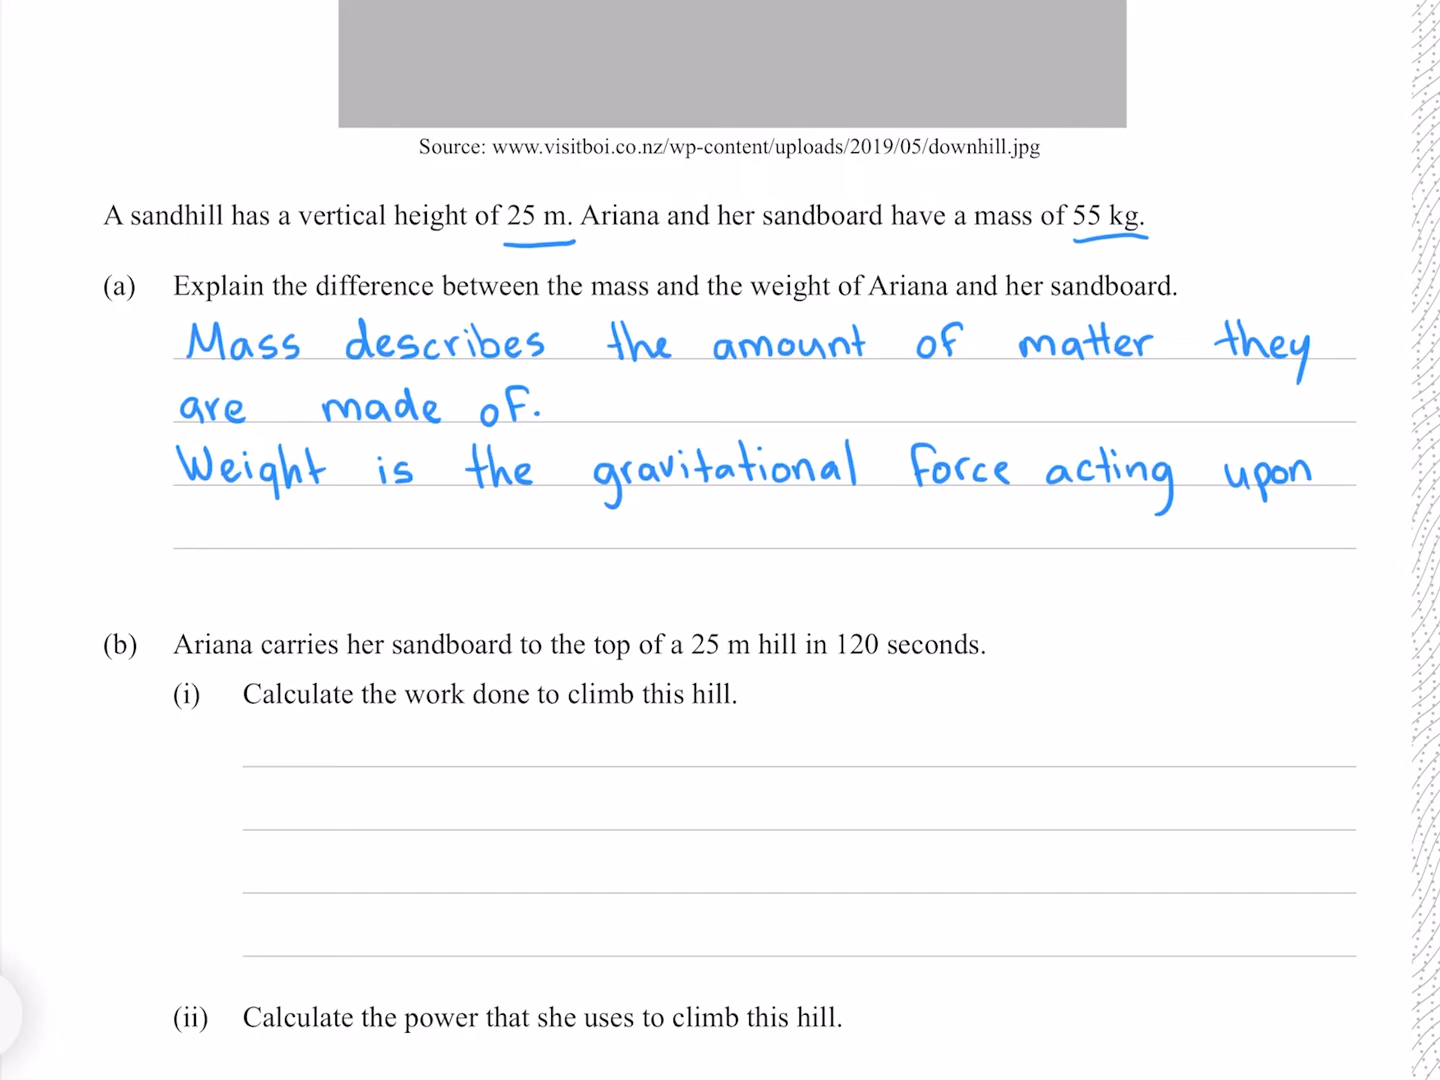 Source: www.visitboi.co.nz/wp-content/uploads/2019/05/downhill.jpg
A sandhill has a vertical height of 25 m. Ariana and her sandboard have a mass of 55 kg.
(a) Explain the difference between the mass and the weight of Ariana and her sandboard.
Mass describes the amount of matter they
are made of.
Weight is the gravitational force acting upon
(b) Ariana carries her sandboard to the top of a 25 m hill in 120 seconds.
(i) Calculate the work done to climb this hill.
(ii) Calculate the power that she uses to climb this hill.